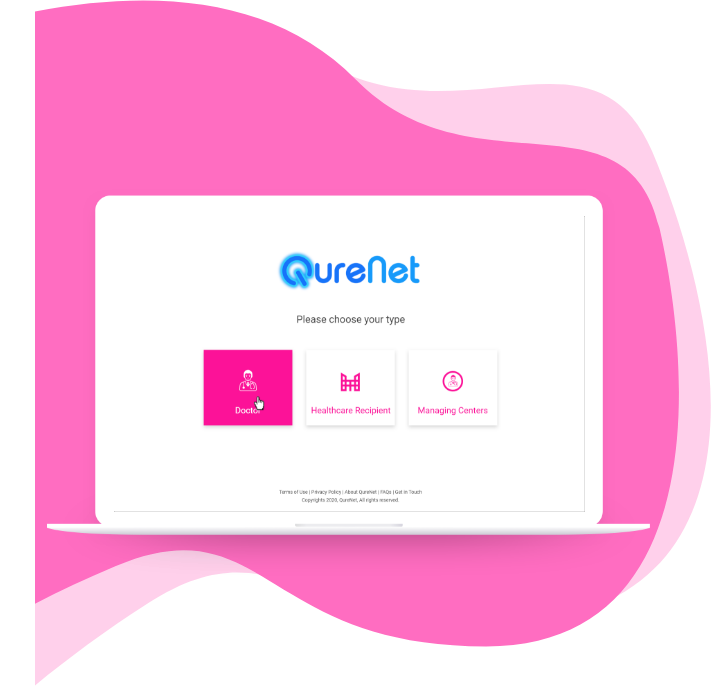 QureNet
Please choose your type
Doctor
Healthcare Recipient
Managing Centers
Terms of Use | Privacy Policy | About QureNet | FAQs | Get in Touch
Copyrights 2020, QureNet, All rights reserved.